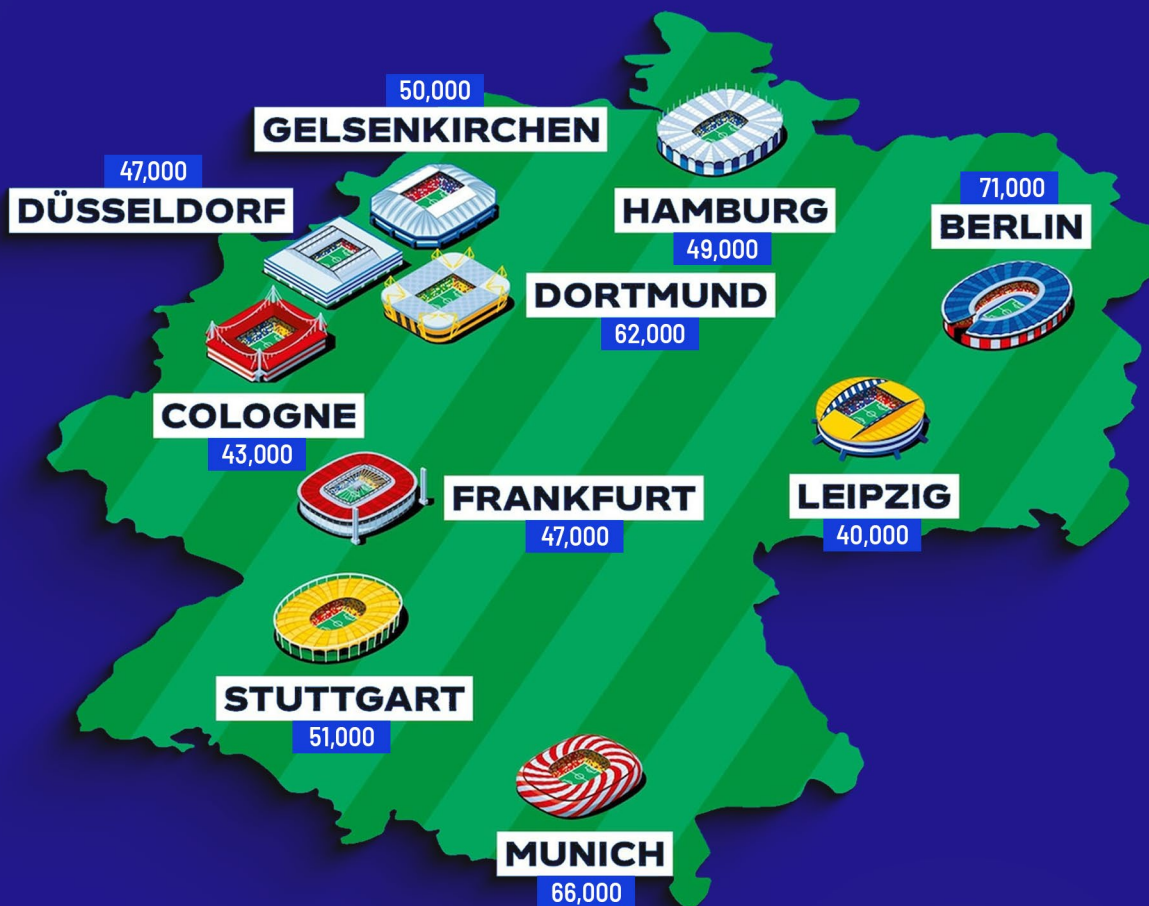 50,000
GELSENKIRCHEN
47,000
DÜSSELDORF
HAMBURG
49,000
71,000
BERLIN
DORTMUND
62,000
COLOGNE
43,000
FRANKFURT
47,000
LEIPZIG
40,000
STUTTGART
51,000
MUNICH
66,000